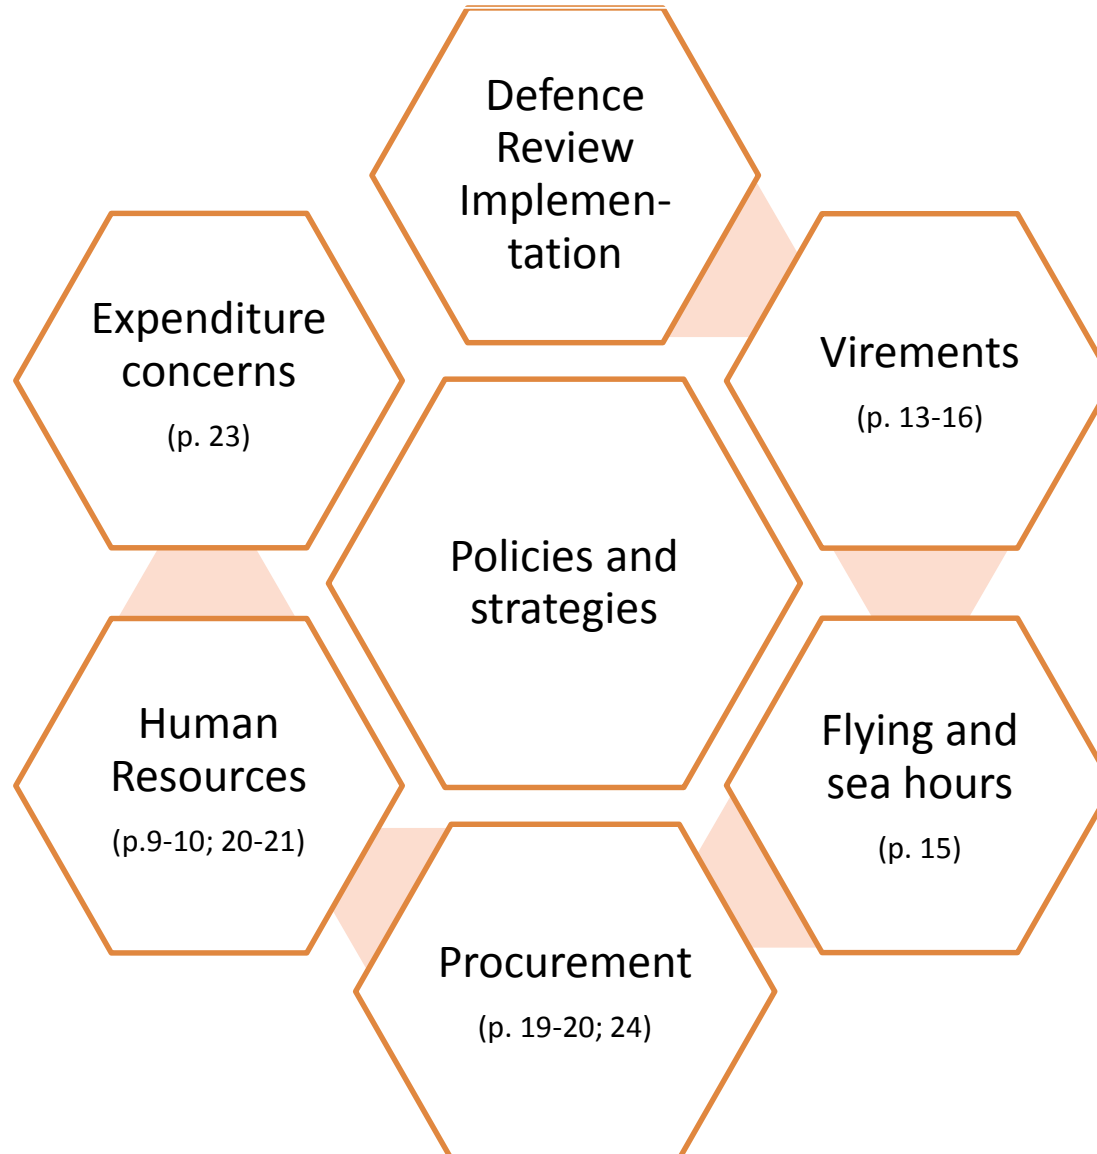 Defence
Review
Implemen-
tation
Expenditure
concerns
(p. 23)
Virements
(p. 13-16)
Policies and
strategies
Human
Resources
(p.9-10; 20-21)
Flying and
sea hours
(p. 15)
Procurement
(p. 19-20; 24)